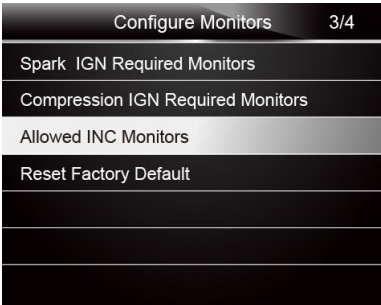 Configure Monitors 3/4
Spark IGN Required Monitors
Compression IGN Required Monitors
Allowed INC Monitors
Reset Factory Default